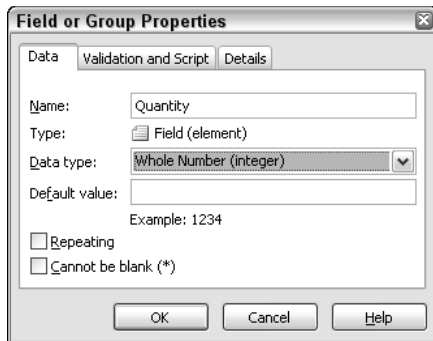 Field or Group Properties
Data Validation and Script Details
Name: Quantity
Type: Field (element)
Data type: Whole Number (integer)
Default value:
Example: 1234
Repeating
Cannot be blank (*)
OK Cancel Help